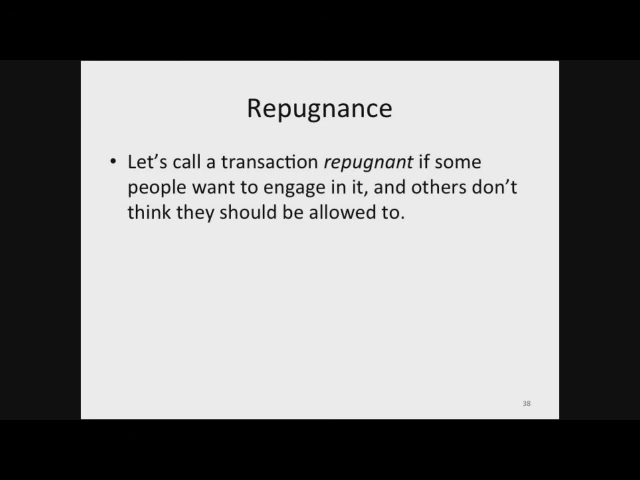 Repugnance
• Let’s call a transaction repugnant if some
people want to engage in it, and others don’t
think they should be allowed to.
38